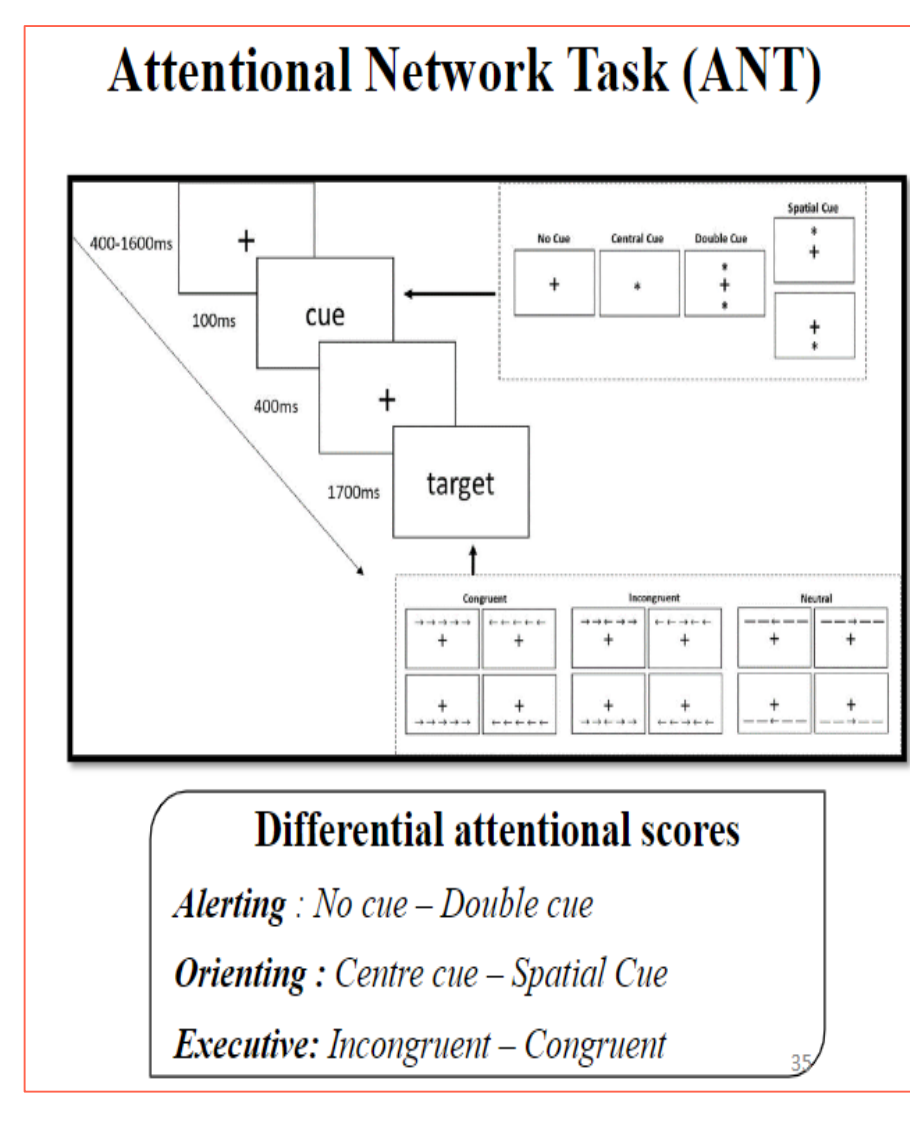 Attentional Network Task (ANT)
400-1600ms
+
100ms
cue
400ms
+
1700ms
target
No Cue
+
Central Cue
*
Double Cue
*
+
*
Spatial Cue
*
+
+
*
Congruent
→→→→→
+
←←←←←
+
+
→→→→→
+
←←←←←
Incongruent
→→←→→
+
←←→←←
+
+
→→←→→
+
←←→←←
Neutral
— — ← — —
+
— — → — —
+
+
— — ← — —
+
— — → — —
Differential attentional scores
Alerting : No cue – Double cue
Orienting : Centre cue – Spatial Cue
Executive: Incongruent – Congruent
35